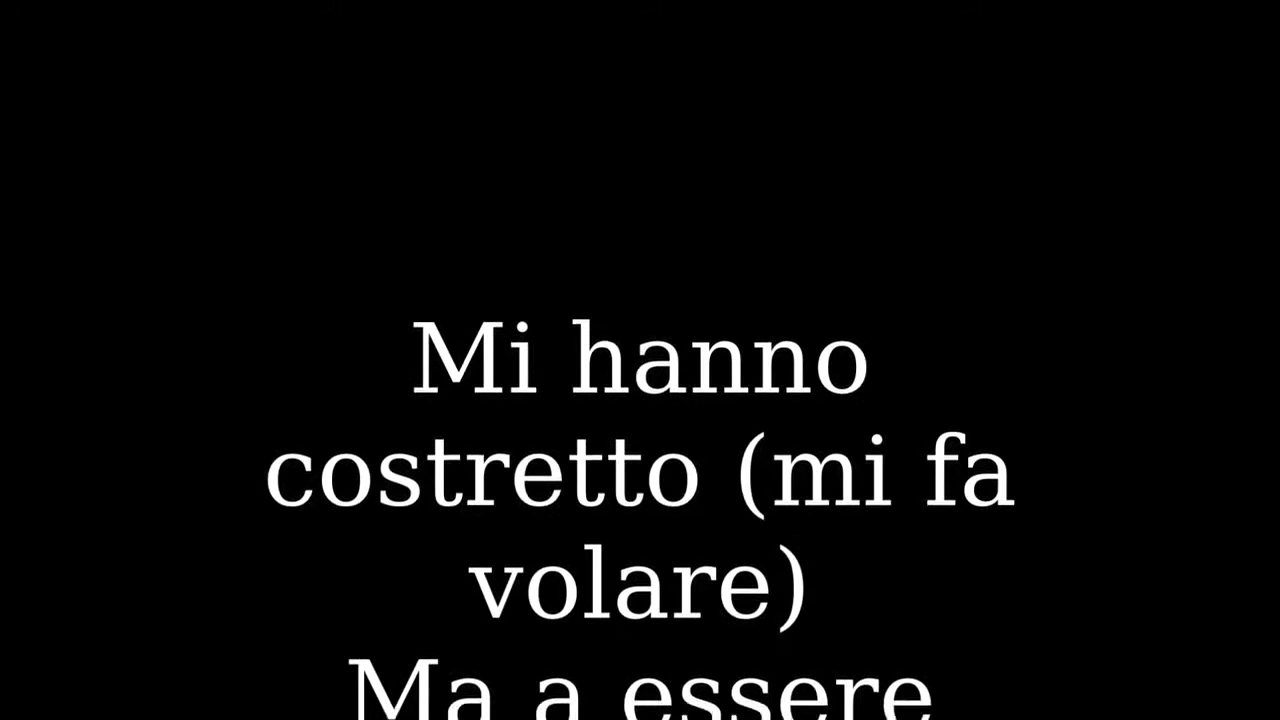 Mi hanno
costretto (mi fa
volare)
Ma a essere